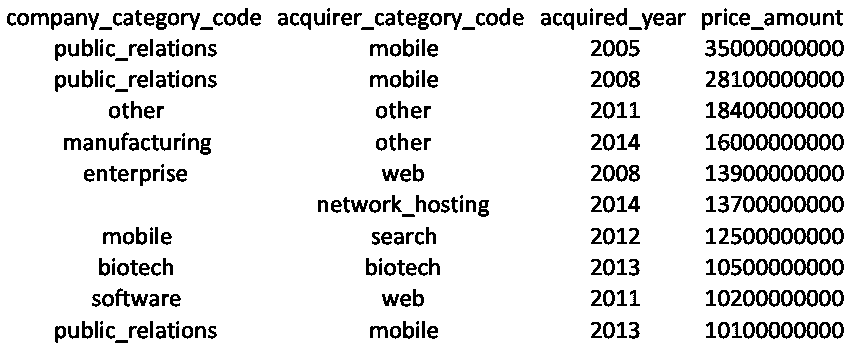 company_category_code acquirer_category_code acquired_year price_amount
public_relations mobile 2005 35000000000
public_relations mobile 2008 28100000000
other other 2011 18400000000
manufacturing other 2014 16000000000
enterprise web 2008 13900000000
network_hosting 2014 13700000000
mobile search 2012 12500000000
biotech biotech 2013 10500000000
software web 2011 10200000000
public_relations mobile 2013 10100000000